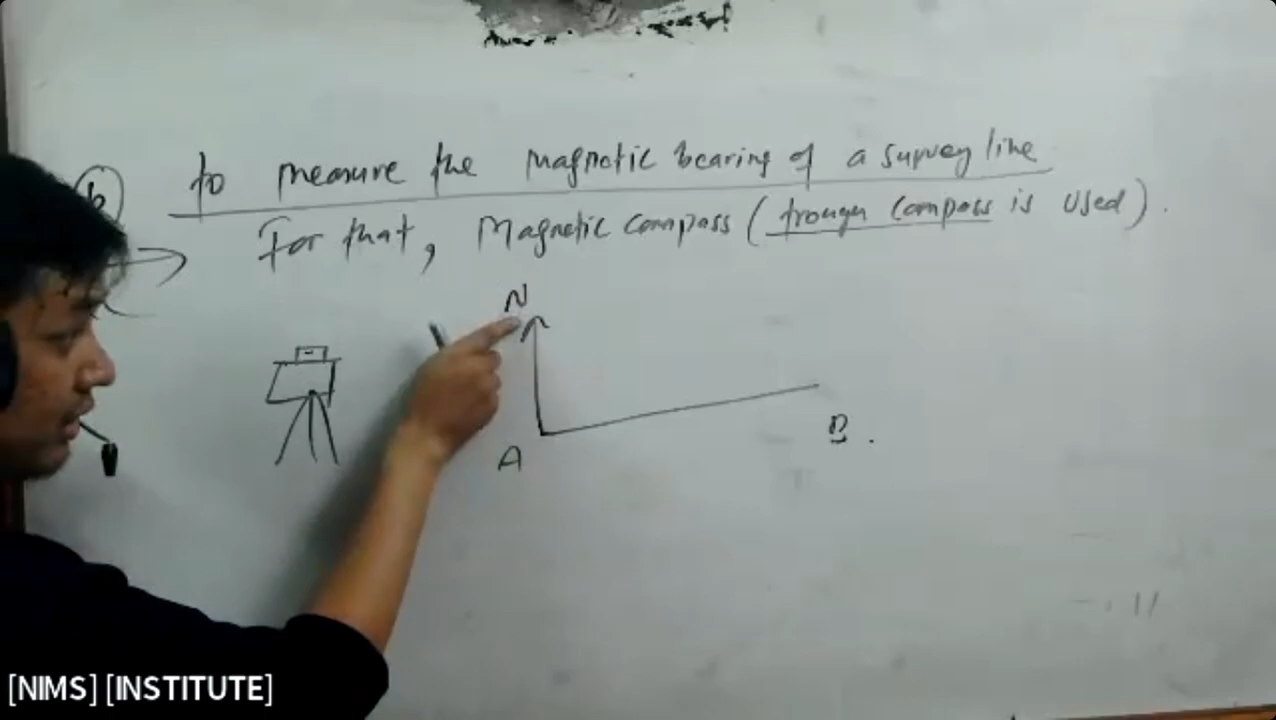 b
to measure the magnetic bearing of a survey line
For that, Magnetic compass (trough compass is used).
N
A
B.
[NIMS] [INSTITUTE]